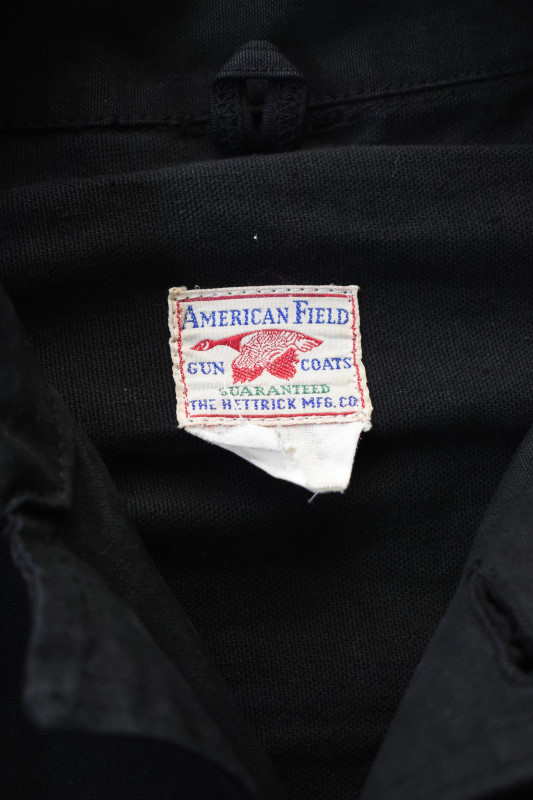 AMERICAN FIELD
GUN COATS
GUARANTEED
THE HETTRICK MFG. CO.